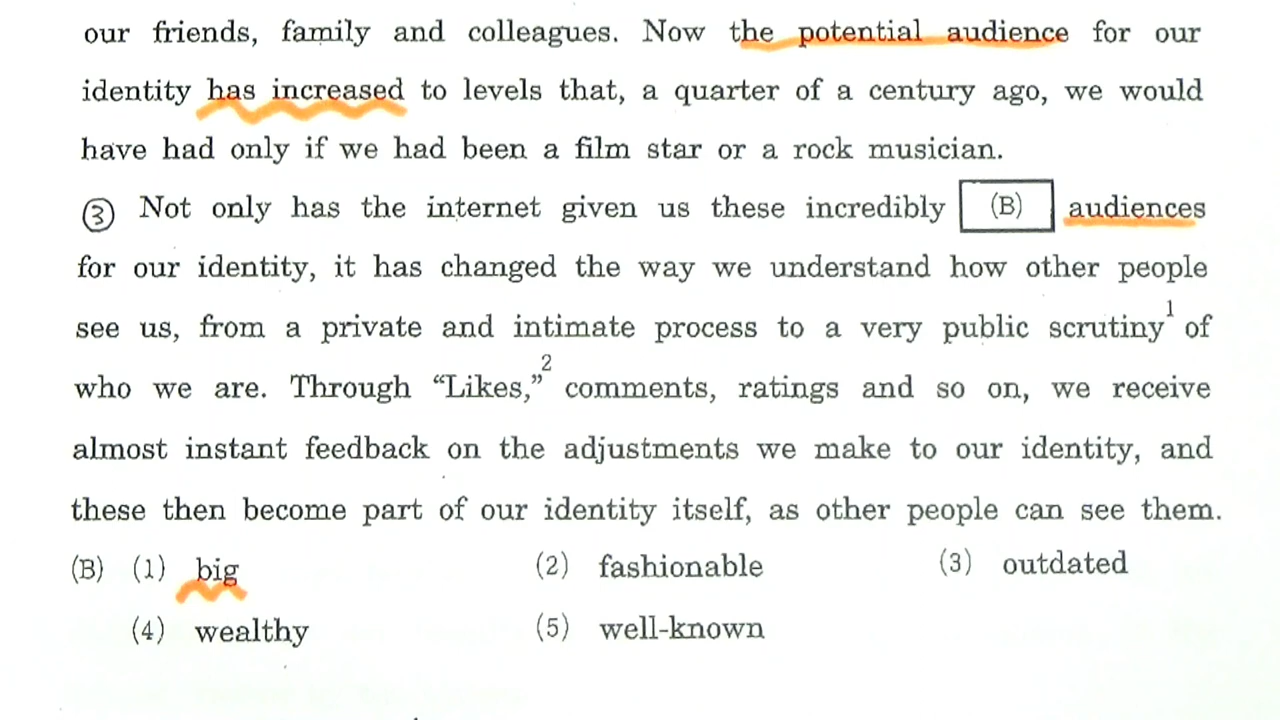 our friends, family and colleagues. Now the potential audience for our
identity has increased to levels that, a quarter of a century ago, we would
have had only if we had been a film star or a rock musician.
③ Not only has the internet given us these incredibly (B) audiences
for our identity, it has changed the way we understand how other people
see us, from a private and intimate process to a very public scrutiny1 of
who we are. Through “Likes,”2 comments, ratings and so on, we receive
almost instant feedback on the adjustments we make to our identity, and
these then become part of our identity itself, as other people can see them.
(B) (1) big (2) fashionable (3) outdated
(4) wealthy (5) well-known